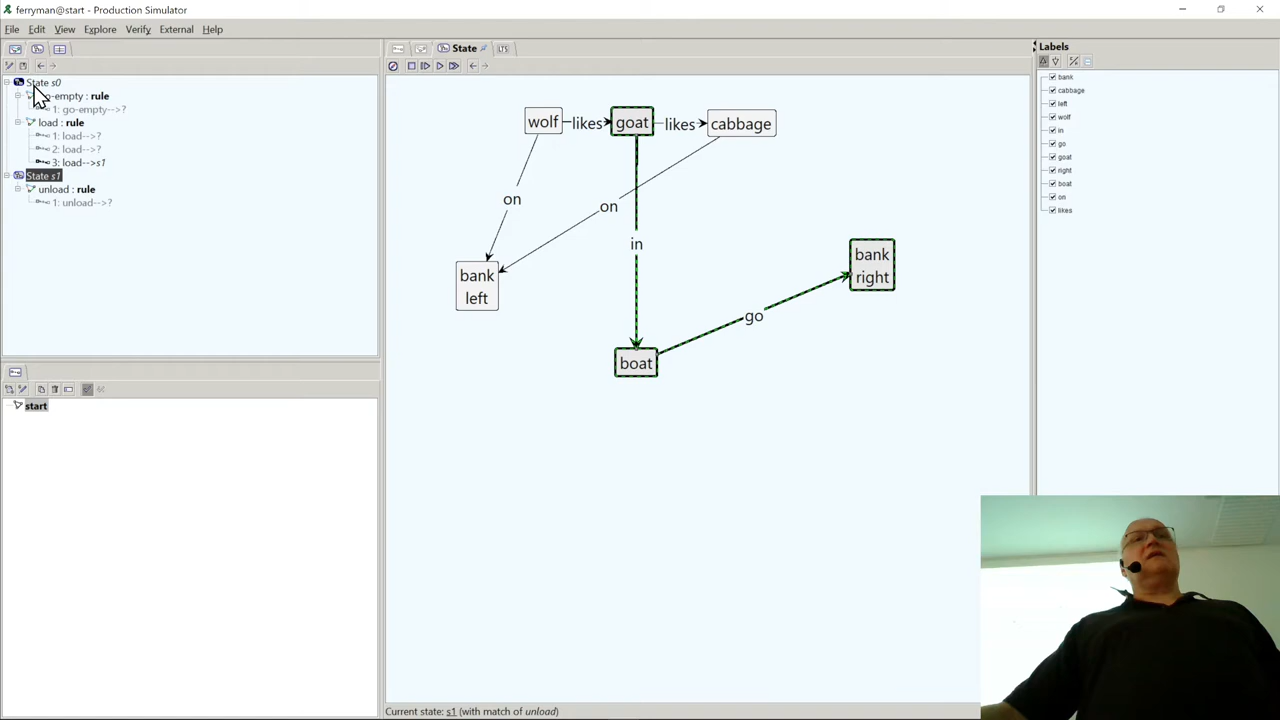 ferryman@start - Production Simulator
File Edit View Explore Verify External Help
State s0
go-empty : rule
1: go-empty-->?
load : rule
1: load-->?
2: load-->?
3: load-->s1
State s1
unload : rule
1: unload-->?
start
State
LTS
wolf
likes
goat
likes
cabbage
on
on
in
bank
left
bank
right
go
boat
Current state: s1 (with match of unload)
Labels
bank
cabbage
left
wolf
in
go
goat
right
boat
on
likes